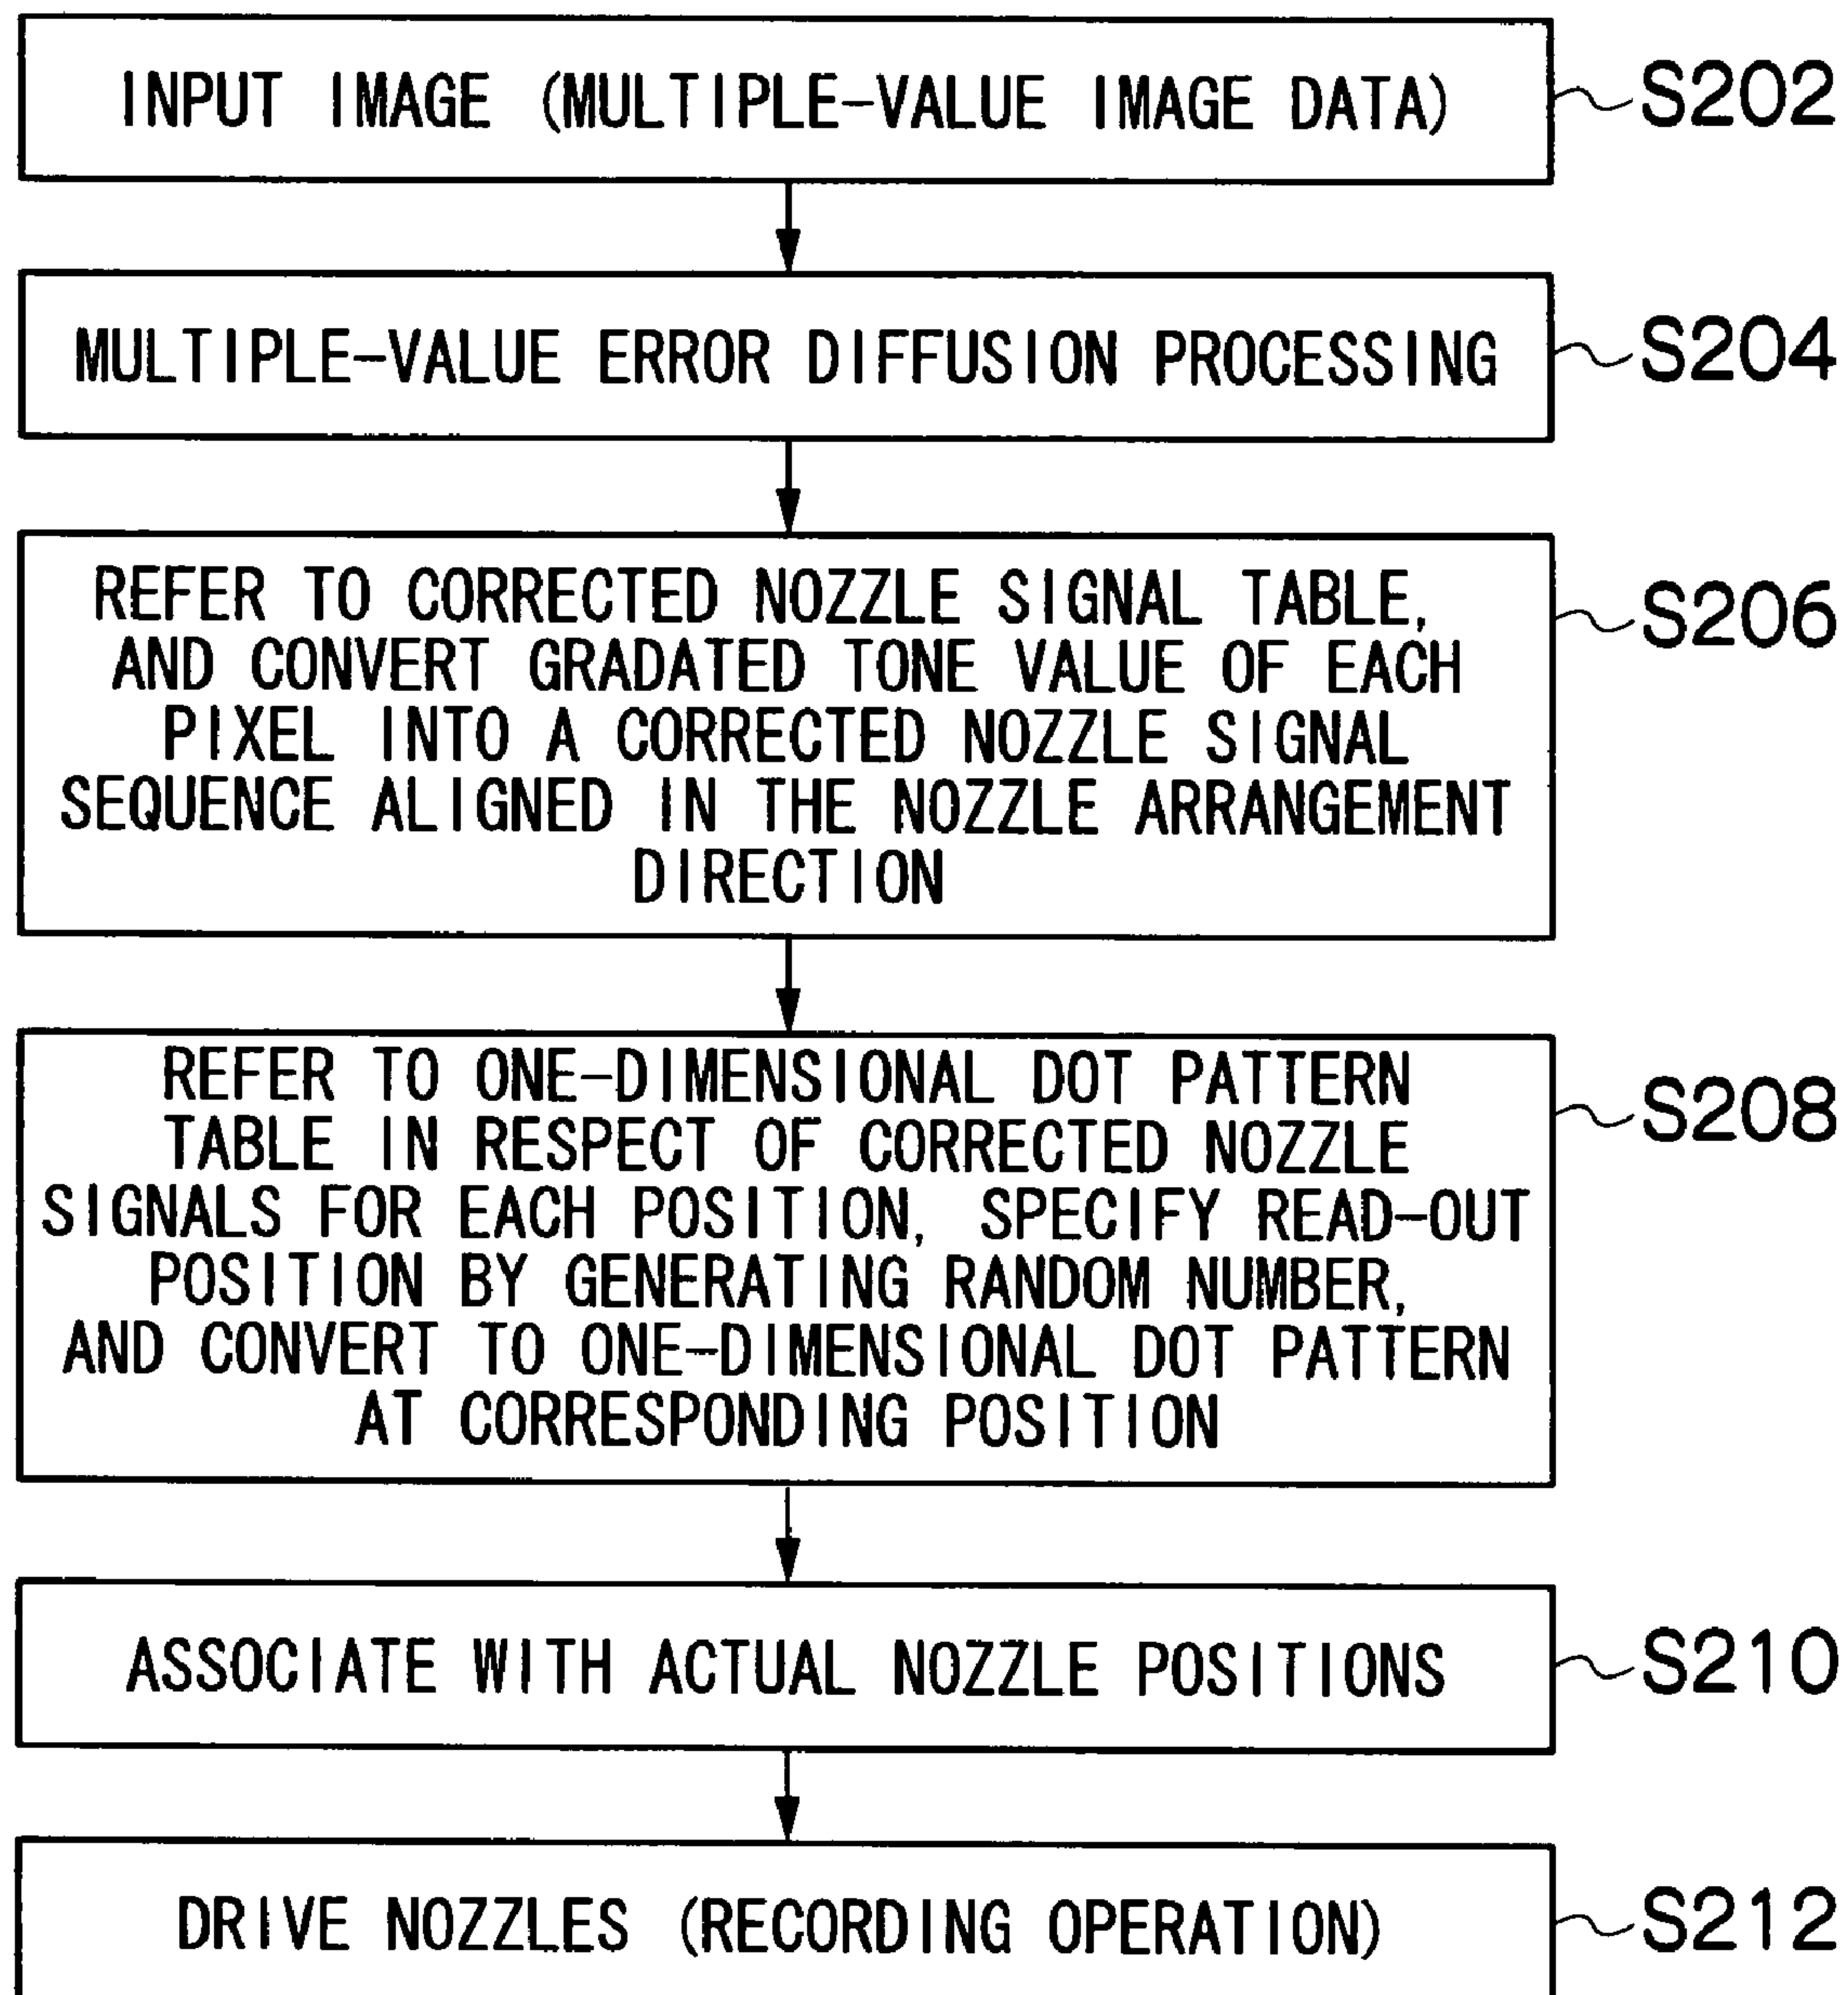 INPUT IMAGE (MULTIPLE-VALUE IMAGE DATA)
S202
MULTIPLE-VALUE ERROR DIFFUSION PROCESSING
S204
REFER TO CORRECTED NOZZLE SIGNAL TABLE,
AND CONVERT GRADATED TONE VALUE OF EACH
PIXEL INTO A CORRECTED NOZZLE SIGNAL
SEQUENCE ALIGNED IN THE NOZZLE ARRANGEMENT
DIRECTION
S206
REFER TO ONE-DIMENSIONAL DOT PATTERN
TABLE IN RESPECT OF CORRECTED NOZZLE
SIGNALS FOR EACH POSITION, SPECIFY READ-OUT
POSITION BY GENERATING RANDOM NUMBER,
AND CONVERT TO ONE-DIMENSIONAL DOT PATTERN
AT CORRESPONDING POSITION
S208
ASSOCIATE WITH ACTUAL NOZZLE POSITIONS
S210
DRIVE NOZZLES (RECORDING OPERATION)
S212